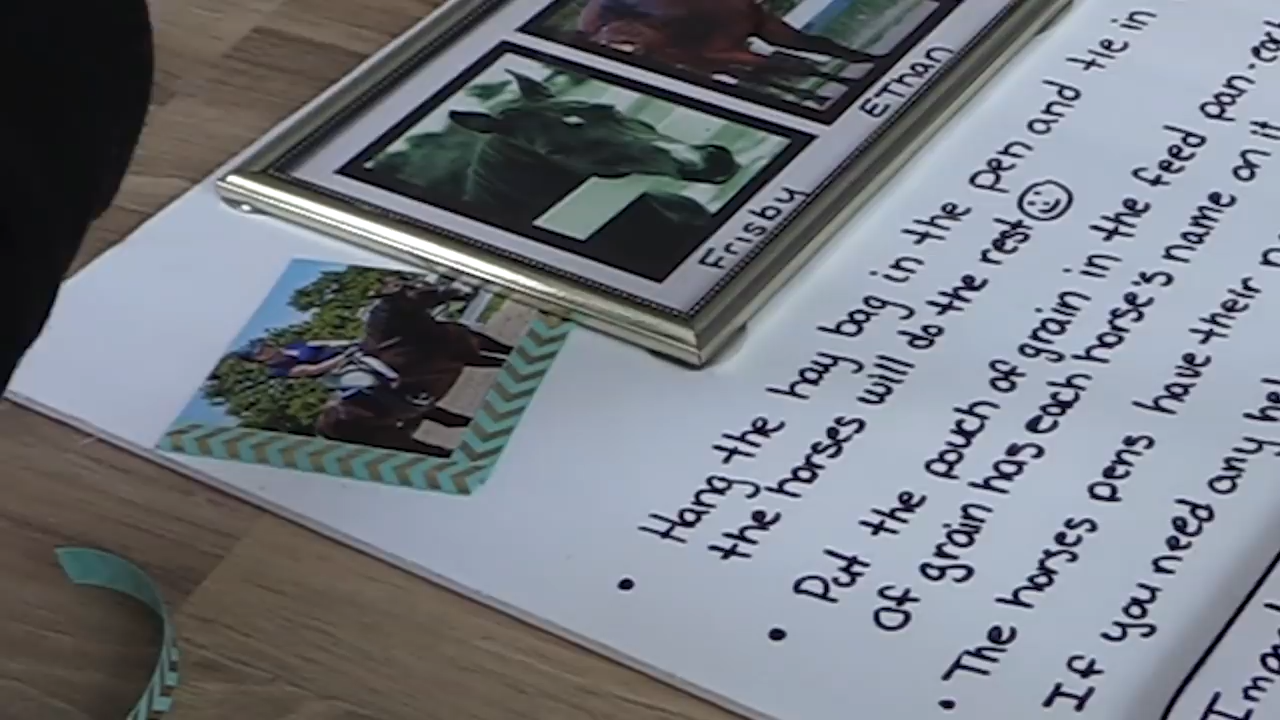 EThan
Frisby
• Hang the hay bag in the pen and tie in
the horses will do the rest
• Put the pouch of grain in the feed pan -
of grain has each horse's name on it
• The horses pens have their
If you need any